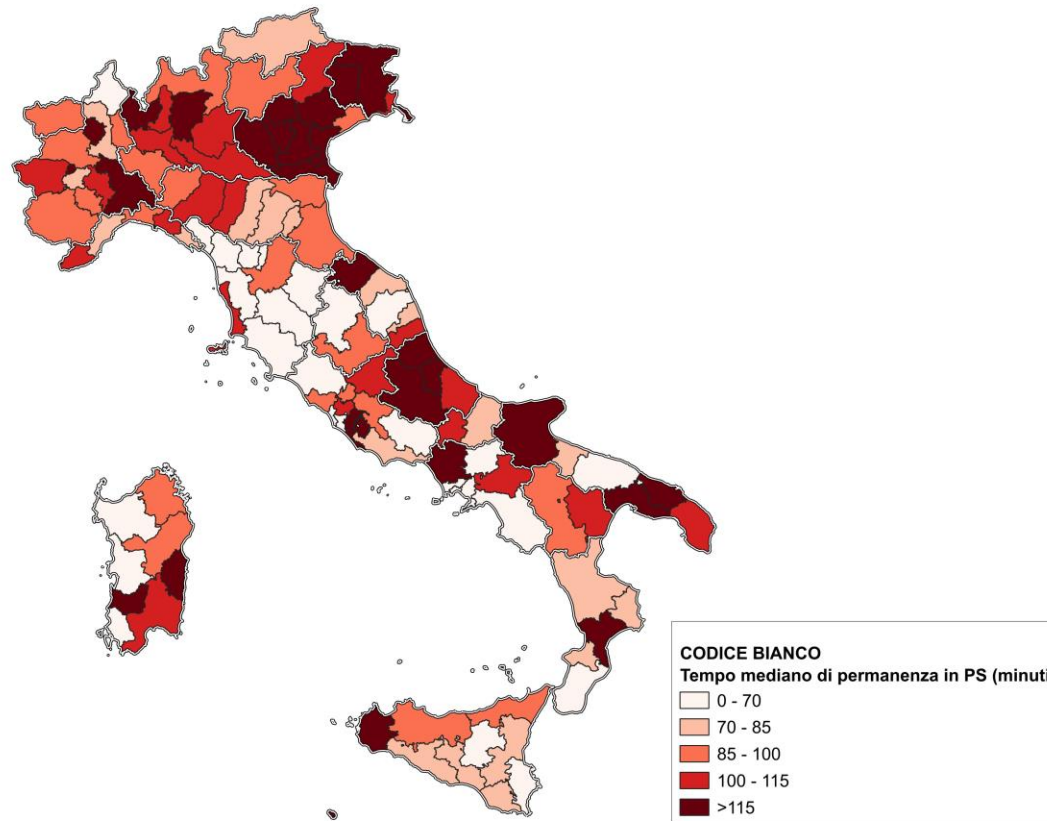 CODICE BIANCO
Tempo mediano di permanenza in PS (minuti
0 - 70
70 - 85
85 - 100
100 - 115
>115